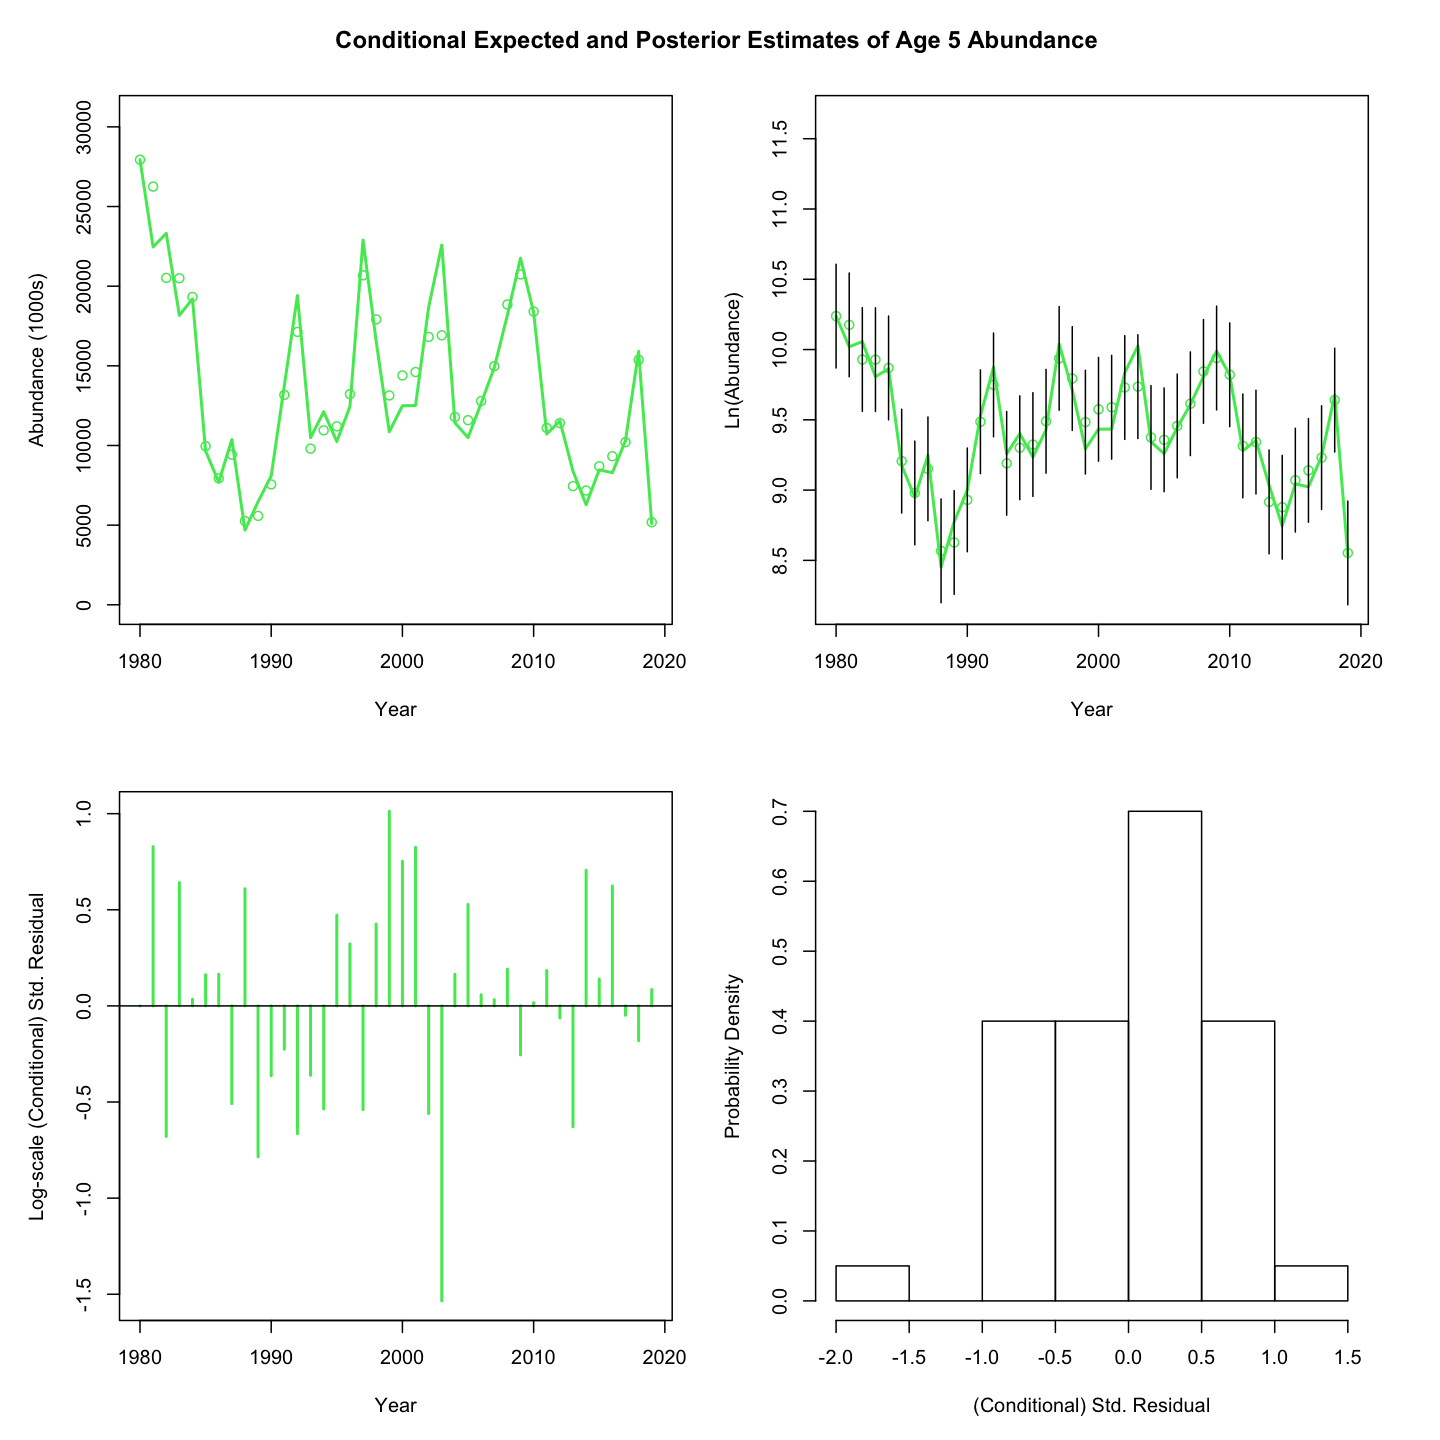 Conditional Expected and Posterior Estimates of Age 5 Abundance
Abundance (1000s)
30000
25000
20000
15000
10000
5000
0
1980 1990 2000 2010 2020
Year
Ln(Abundance)
11.5
11.0
10.5
10.0
9.5
9.0
8.5
1980 1990 2000 2010 2020
Year
Log-scale (Conditional) Std. Residual
1.0
0.5
0.0
-0.5
-1.0
-1.5
1980 1990 2000 2010 2020
Year
Probability Density
0.7
0.6
0.5
0.4
0.3
0.2
0.1
0.0
-2.0 -1.5 -1.0 -0.5 0.0 0.5 1.0 1.5
(Conditional) Std. Residual